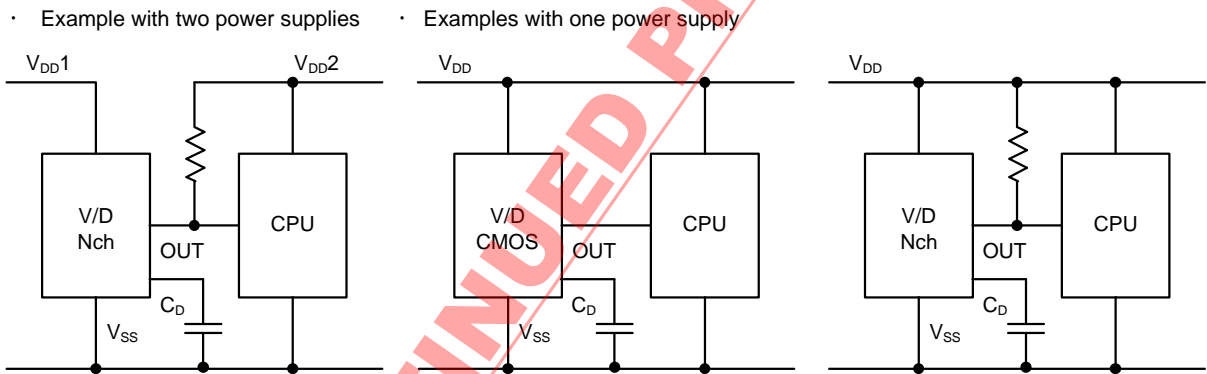 · Example with two power supplies
· Examples with one power supply
VDD1
VDD2
V/D
Nch
CPU
OUT
CD
VSS
VDD
V/D
CMOS
CPU
OUT
CD
VSS
VDD
V/D
Nch
CPU
OUT
CD
VSS
TINUED P